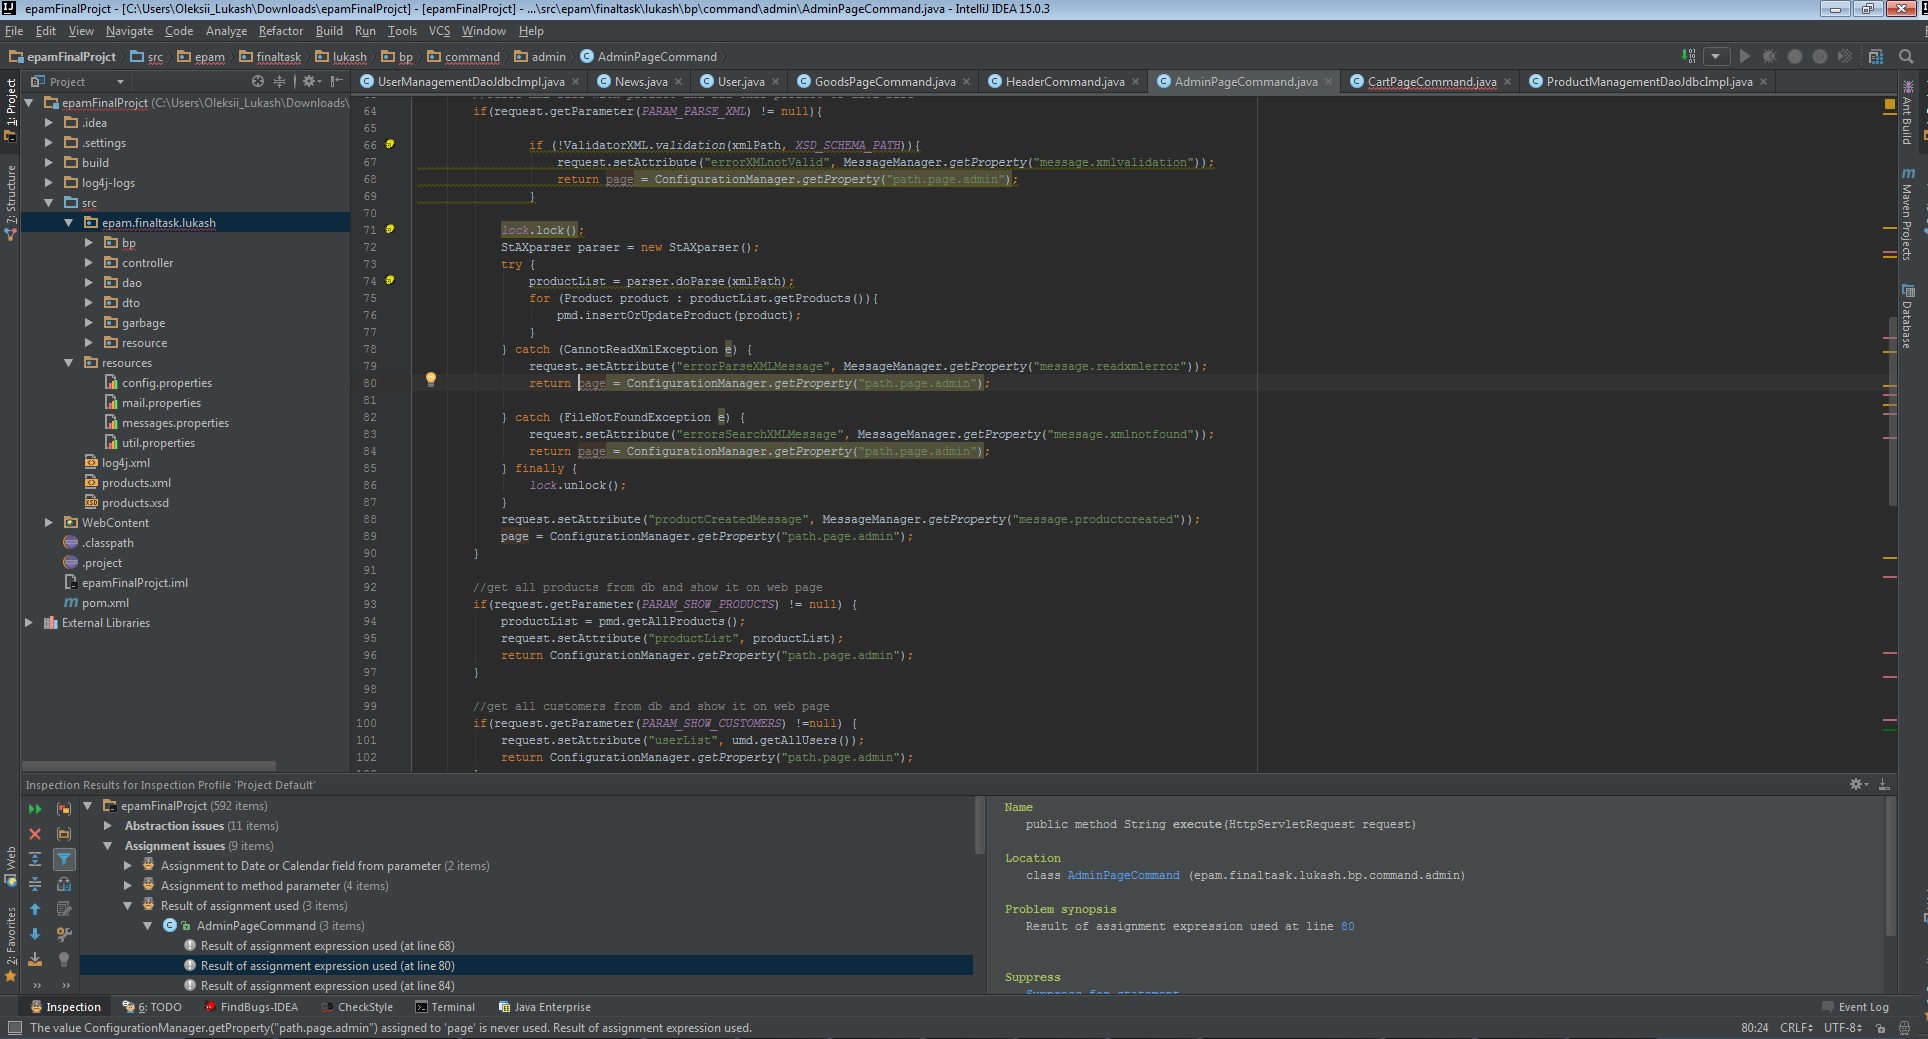 epamFinalProjct - [C:\Users\Oleksii_Lukash\Downloads\epamFinalProjct] - [epamFinalProjct] - ...\src\epam\finaltask\lukash\bp\command\admin\AdminPageCommand.java - IntelliJ IDEA 15.0.3
File Edit View Navigate Code Analyze Refactor Build Run Tools VCS Window Help
epamFinalProjct src epam finaltask lukash bp command admin AdminPageCommand
Project
UserManagementDaoJdbcImpl.java News.java User.java GoodsPageCommand.java HeaderCommand.java AdminPageCommand.java CartPageCommand.java ProductManagementDaoJdbcImpl.java
1: Project
7: Structure
Web
2: Favorites
Ant Build
Maven Projects
Database
epamFinalProjct (C:\Users\Oleksii_Lukash\Downloads\
.idea
.settings
build
log4j-logs
src
epam.finaltask.lukash
bp
controller
dao
dto
garbage
resource
resources
config.properties
mail.properties
messages.properties
util.properties
log4j.xml
products.xml
products.xsd
WebContent
.classpath
.project
epamFinalProjct.iml
pom.xml
External Libraries
64 if(request.getParameter(PARAM_PARSE_XML) != null){
65
66 if (!ValidatorXML.validation(xmlPath, XSD_SCHEMA_PATH)){
67 request.setAttribute("errorXMLnotValid", MessageManager.getProperty("message.xmlvalidation"));
68 return page = ConfigurationManager.getProperty("path.page.admin");
69 }
70
71 lock.lock();
72 StAXparser parser = new StAXparser();
73 try {
74 productList = parser.doParse(xmlPath);
75 for (Product product : productList.getProducts()){
76 pmd.insertOrUpdateProduct(product);
77 }
78 } catch (CannotReadXmlException e) {
79 request.setAttribute("errorParseXMLMessage", MessageManager.getProperty("message.readxmlerror"));
80 return page = ConfigurationManager.getProperty("path.page.admin");
81
82 } catch (FileNotFoundException e) {
83 request.setAttribute("errorsSearchXMLMessage", MessageManager.getProperty("message.xmlnotfound"));
84 return page = ConfigurationManager.getProperty("path.page.admin");
85 } finally {
86 lock.unlock();
87 }
88 request.setAttribute("productCreatedMessage", MessageManager.getProperty("message.productcreated"));
89 page = ConfigurationManager.getProperty("path.page.admin");
90 }
91
92 //get all products from db and show it on web page
93 if(request.getParameter(PARAM_SHOW_PRODUCTS) != null) {
94 productList = pmd.getAllProducts();
95 request.setAttribute("productList", productList);
96 return ConfigurationManager.getProperty("path.page.admin");
97 }
98
99 //get all customers from db and show it on web page
100 if(request.getParameter(PARAM_SHOW_CUSTOMERS) !=null) {
101 request.setAttribute("userList", umd.getAllUsers());
102 return ConfigurationManager.getProperty("path.page.admin");
Inspection Results for Inspection Profile 'Project Default'
epamFinalProjct (592 items)
Abstraction issues (11 items)
Assignment issues (9 items)
Assignment to Date or Calendar field from parameter (2 items)
Assignment to method parameter (4 items)
Result of assignment used (3 items)
AdminPageCommand (3 items)
Result of assignment expression used (at line 68)
Result of assignment expression used (at line 80)
Result of assignment expression used (at line 84)
Name
public method String execute(HttpServletRequest request)
Location
class AdminPageCommand (epam.finaltask.lukash.bp.command.admin)
Problem synopsis
Result of assignment expression used at line 80
Suppress
Inspection 6: TODO FindBugs-IDEA CheckStyle Terminal Java Enterprise Event Log
The value ConfigurationManager.getProperty("path.page.admin") assigned to 'page' is never used. Result of assignment expression used. 80:24 CRLF UTF-8